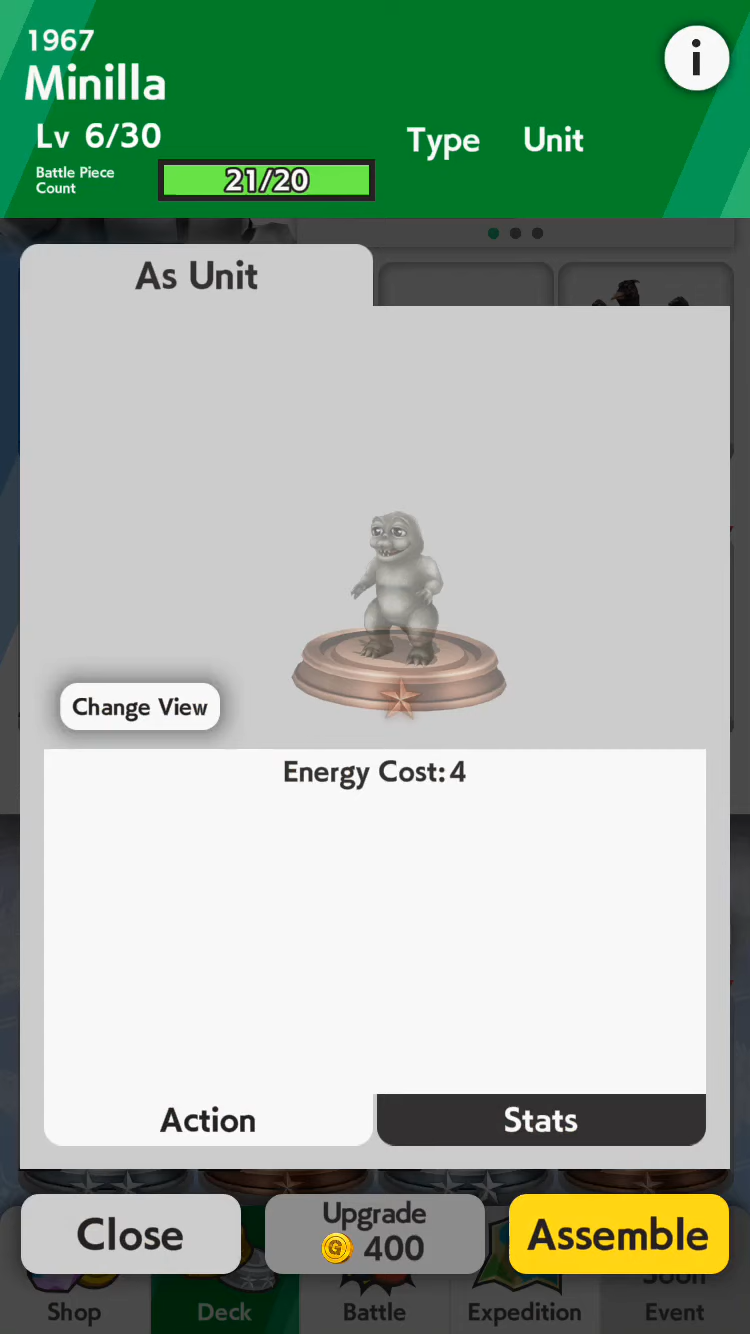 1967
Minilla
i
Lv 6/30
Type Unit
Battle Piece
Count
21/20
As Unit
Change View
Energy Cost:4
Action
Stats
Close
Upgrade
G 400
Assemble
Soon
Shop
Deck
Battle
Expedition
Event